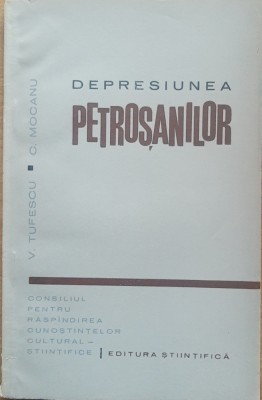 V. TUFESCU ■ C. MOCANU
DEPRESIUNEA
PETROȘANILOR
CONSILIUL
PENTRU
RĂSPÎNDIREA
CUNOȘTINȚELOR
CULTURAL-
ȘTIINȚIFICE | EDITURA ȘTIINȚIFICĂ